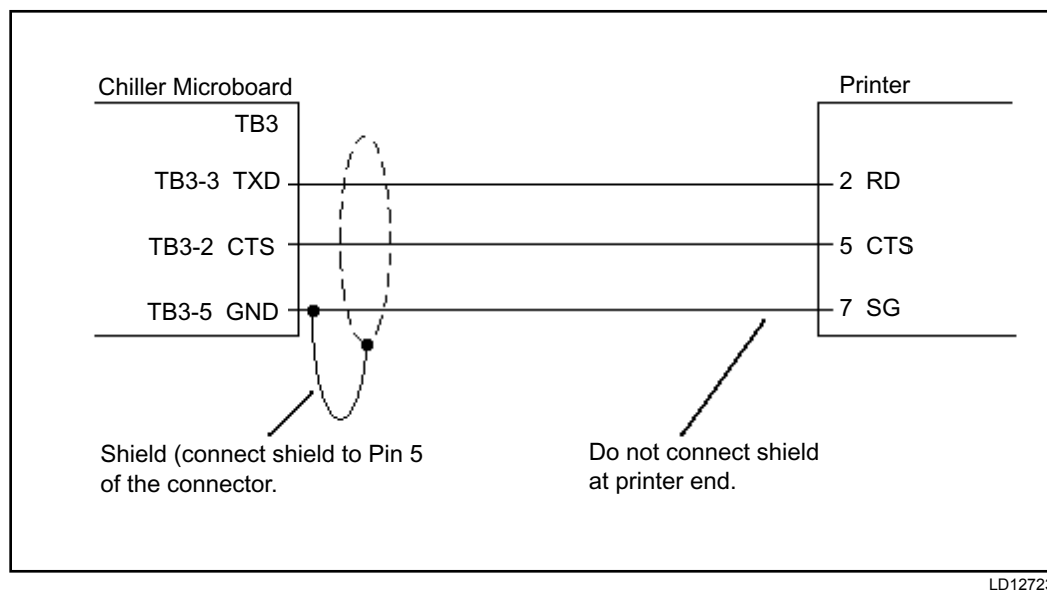 Chiller Microboard
Printer
TB3
TB3-3 TXD
2 RD
TB3-2 CTS
5 CTS
TB3-5 GND
7 SG
Shield (connect shield to Pin 5
of the connector.
Do not connect shield
at printer end.
LD12723